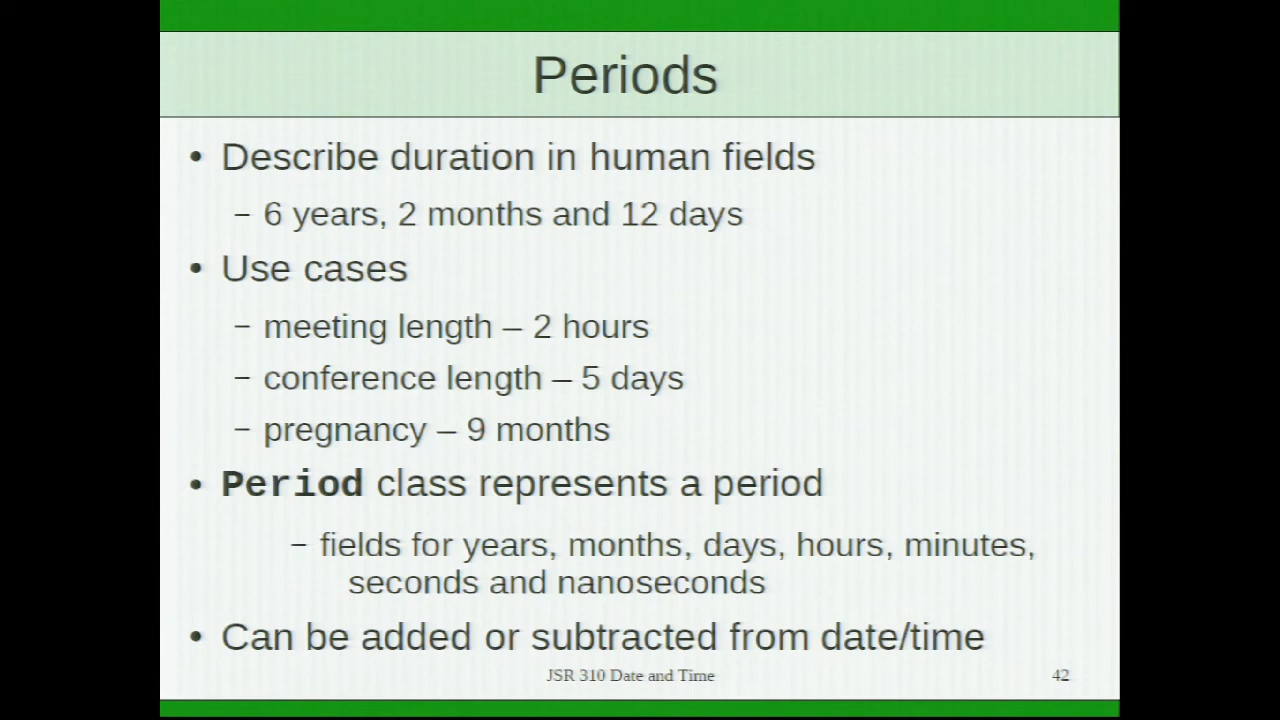 Periods
• Describe duration in human fields
– 6 years, 2 months and 12 days
• Use cases
– meeting length – 2 hours
– conference length – 5 days
– pregnancy – 9 months
• Period class represents a period
– fields for years, months, days, hours, minutes,
seconds and nanoseconds
• Can be added or subtracted from date/time
JSR 310 Date and Time 42